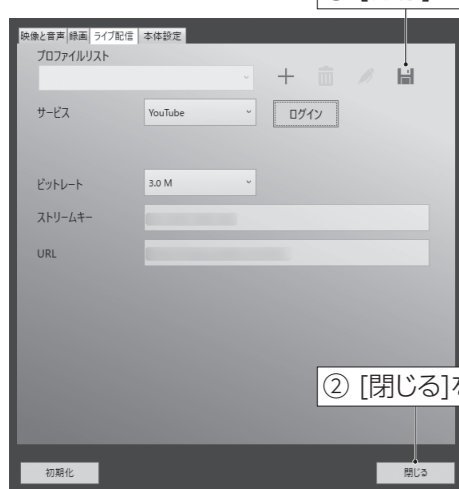 映像と音声 録画 ライブ配信 本体設定
プロファイルリスト
サービス YouTube ログイン
ビットレート 3.0 M
ストリームキー
URL
② [閉じる]
初期化 閉じる